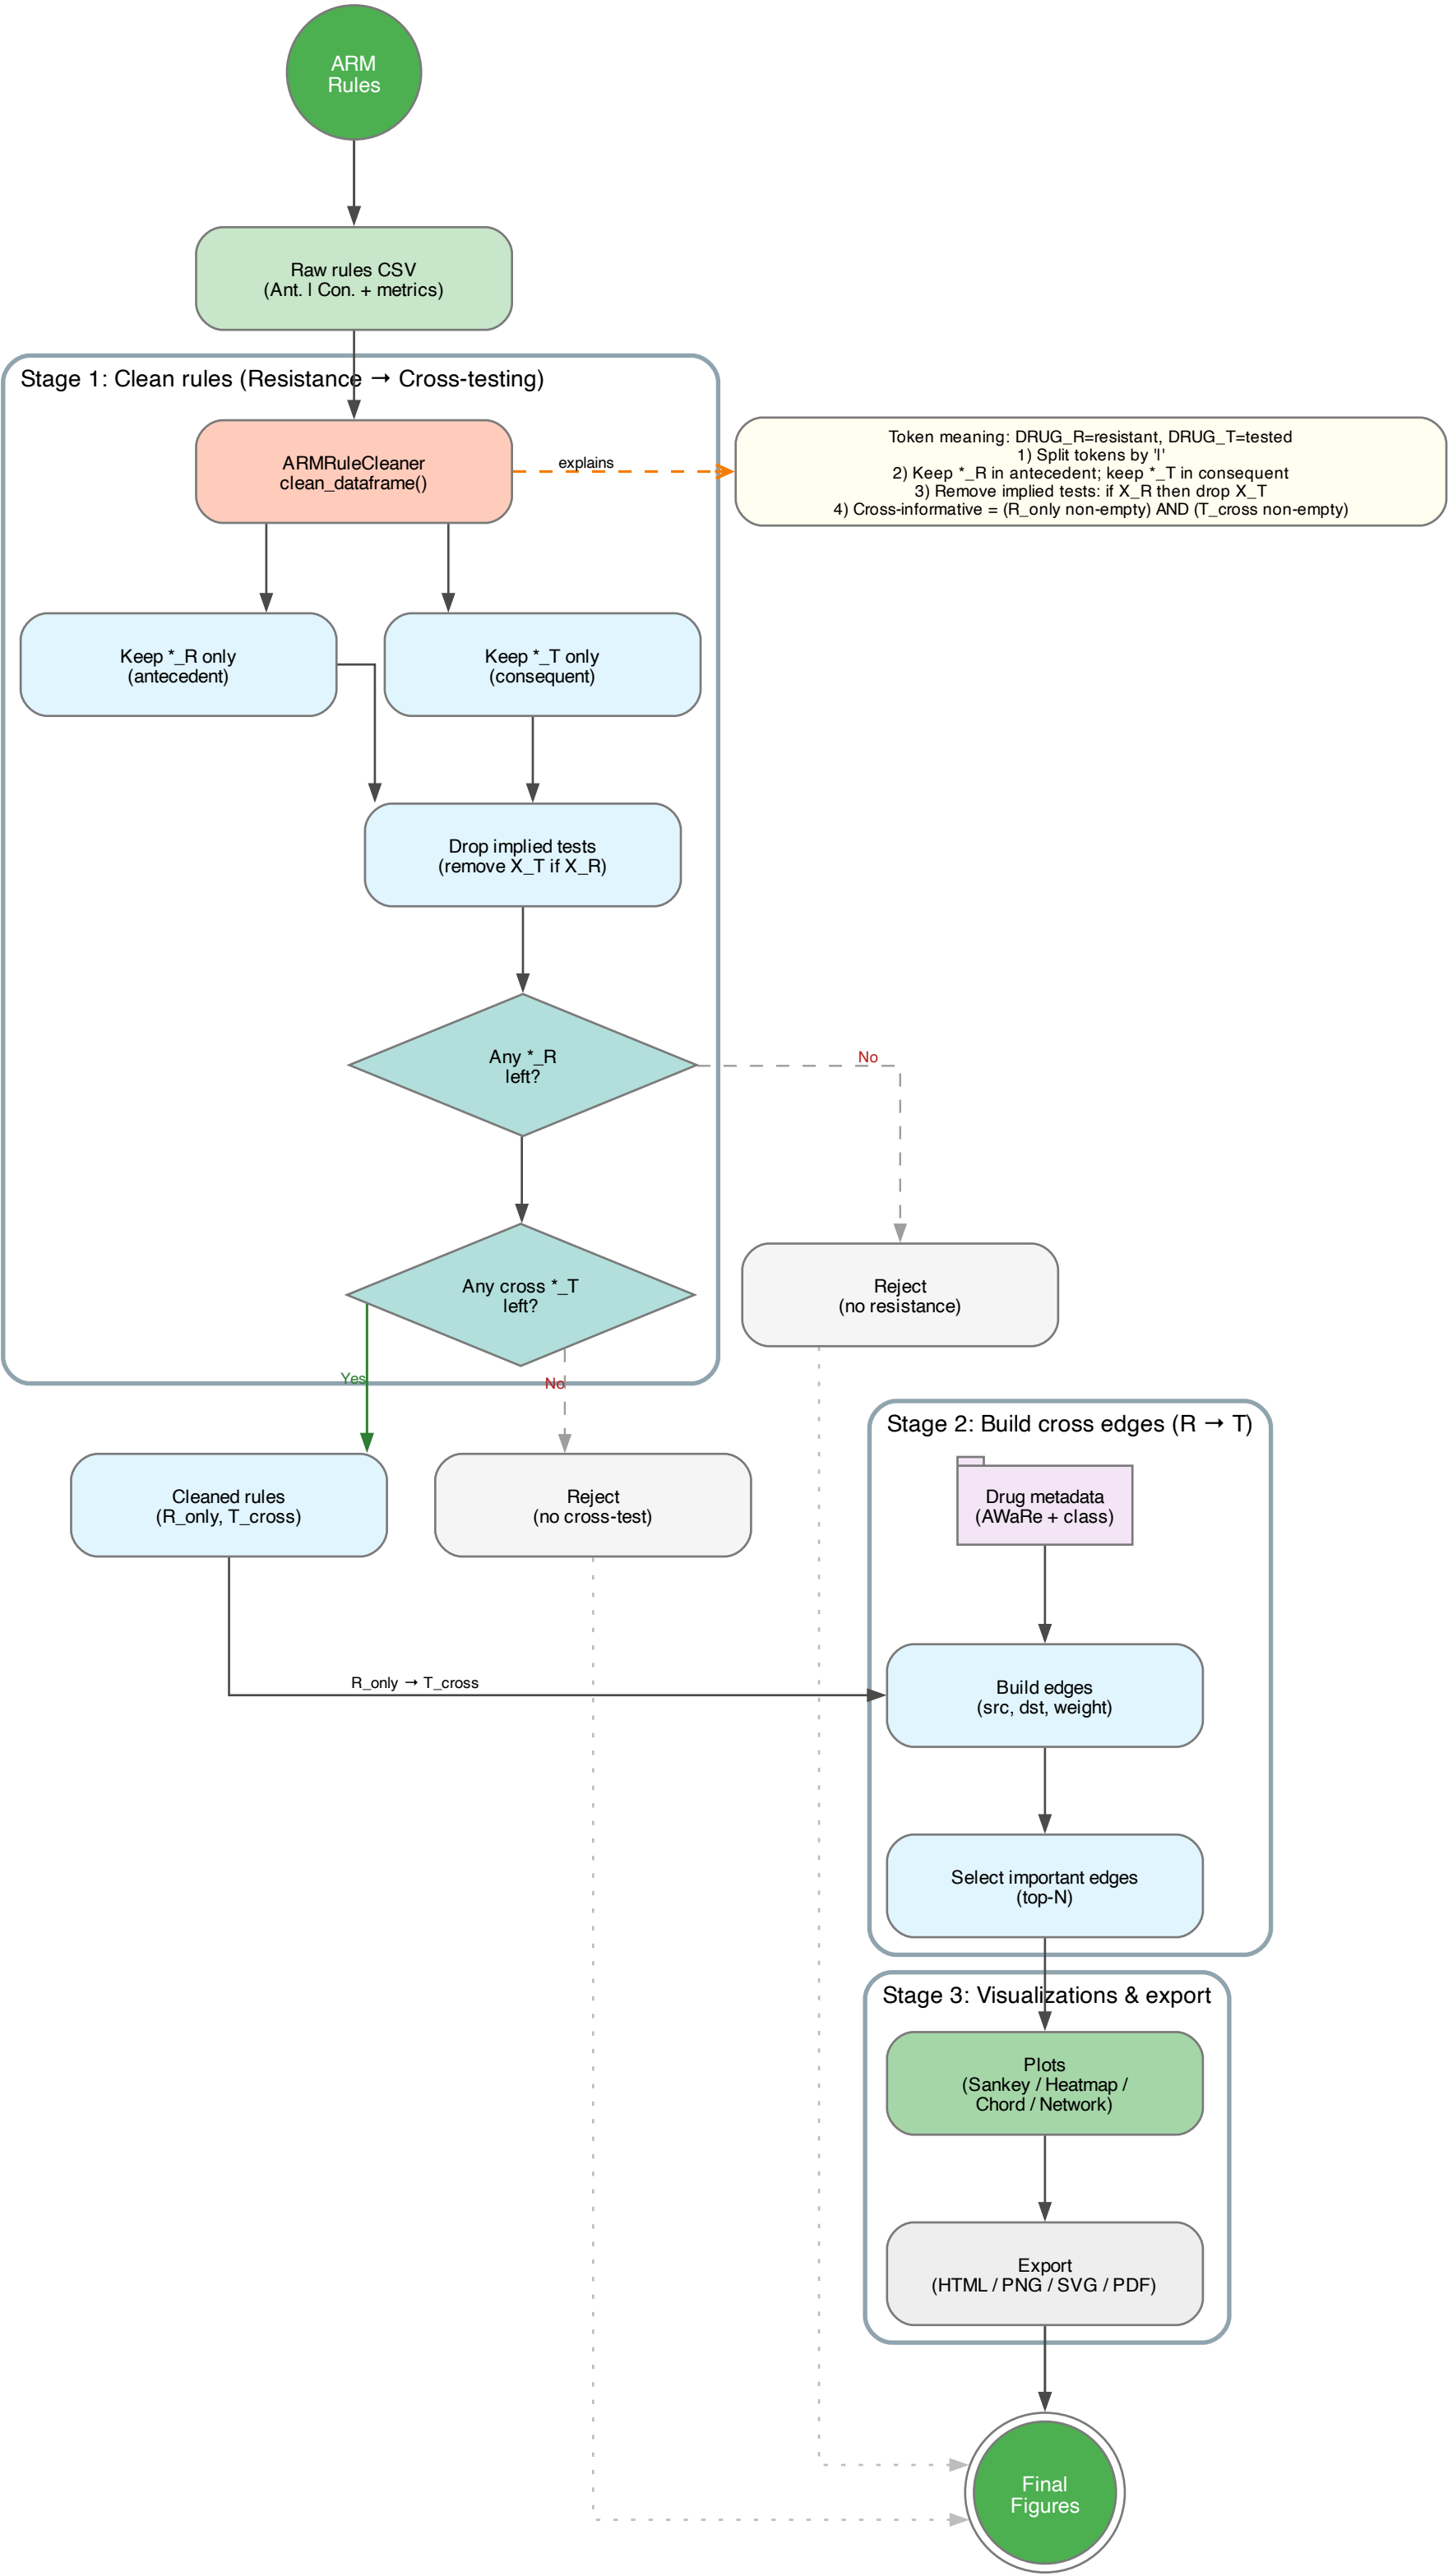 ARM
Rules
Raw rules CSV
(Ant. | Con. + metrics)
Stage 1: Clean rules (Resistance → Cross-testing)
ARMRuleCleaner
clean_dataframe()
explains
Token meaning: DRUG_R=resistant, DRUG_T=tested
1) Split tokens by '|'
2) Keep *_R in antecedent; keep *_T in consequent
3) Remove implied tests: if X_R then drop X_T
4) Cross-informative = (R_only non-empty) AND (T_cross non-empty)
Keep *_R only
(antecedent)
Keep *_T only
(consequent)
Drop implied tests
(remove X_T if X_R)
Any *_R
left?
No
Any cross *_T
left?
Reject
(no resistance)
Yes
No
Cleaned rules
(R_only, T_cross)
Reject
(no cross-test)
Stage 2: Build cross edges (R → T)
Drug metadata
(AWaRe + class)
R_only → T_cross
Build edges
(src, dst, weight)
Select important edges
(top-N)
Stage 3: Visualizations & export
Plots
(Sankey / Heatmap /
Chord / Network)
Export
(HTML / PNG / SVG / PDF)
Final
Figures